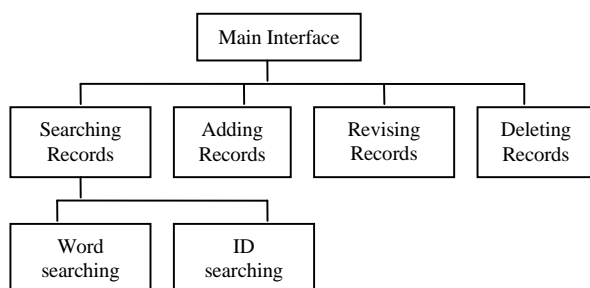 Main Interface
Searching
Records
Adding
Records
Revising
Records
Deleting
Records
Word
searching
ID
searching